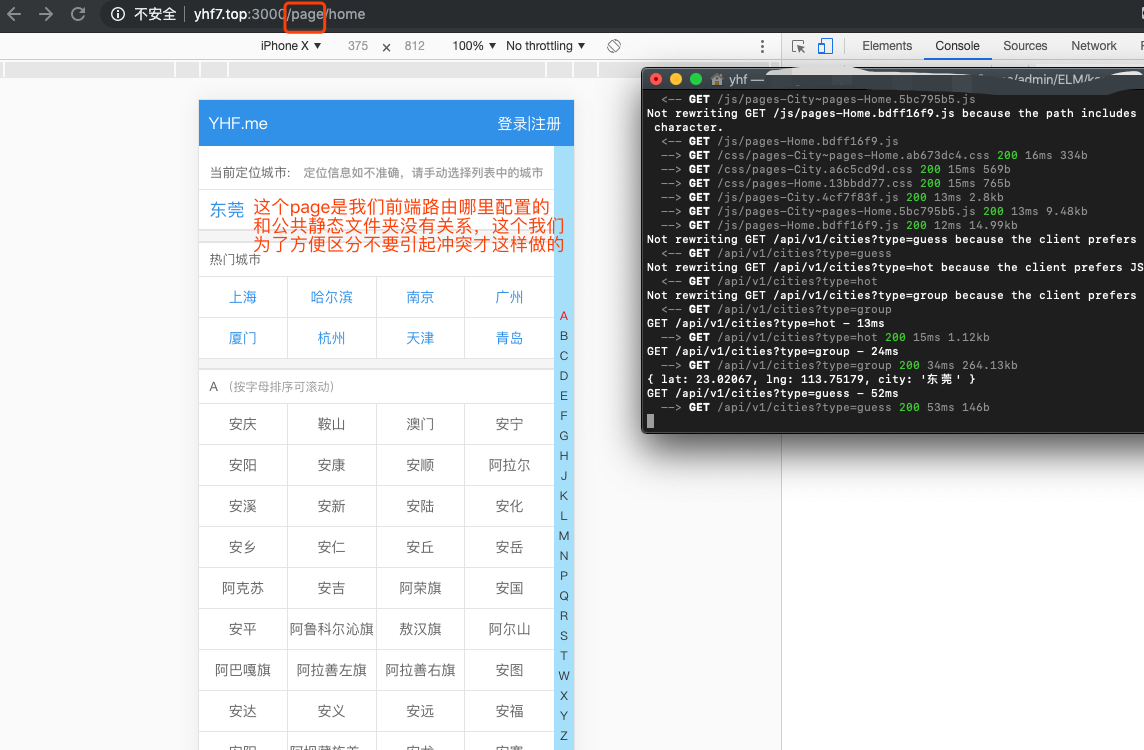 不安全 yhf7.top:3000/page/home
iPhone X ▼ 375 × 812 100% ▼ No throttling ▼
Elements Console Sources Network
YHF.me 登录|注册
当前定位城市: 定位信息如不准确，请手动选择列表中的城市
东莞
这个page是我们前端路由哪里配置的
和公共静态文件夹没有关系，这个我们
为了方便区分不要引起冲突才这样做的
热门城市
上海 哈尔滨 南京 广州
厦门 杭州 天津 青岛
A （按字母排序可滚动）
安庆 鞍山 澳门 安宁
安阳 安康 安顺 阿拉尔
安溪 安新 安陆 安化
安乡 安仁 安丘 安岳
阿克苏 安吉 阿荣旗 安国
安平 阿鲁科尔沁旗 敖汉旗 阿尔山
阿巴嘎旗 阿拉善左旗 阿拉善右旗 安图
安达 安义 安远 安福
A
B
C
D
E
F
G
H
J
K
L
M
N
P
Q
R
S
T
W
X
Y
Z
yhf — /admin/ELM/
<-- GET /js/pages-City~pages-Home.5bc795b5.js
Not rewriting GET /js/pages-Home.bdff16f9.js because the path includes
character.
<-- GET /js/pages-Home.bdff16f9.js
--> GET /css/pages-City~pages-Home.ab673dc4.css 200 16ms 334b
--> GET /css/pages-City.a6c5cd9d.css 200 15ms 569b
--> GET /css/pages-Home.13bbdd77.css 200 15ms 765b
--> GET /js/pages-City.4cf7f83f.js 200 13ms 2.8kb
--> GET /js/pages-City~pages-Home.5bc795b5.js 200 13ms 9.48kb
--> GET /js/pages-Home.bdff16f9.js 200 12ms 14.99kb
Not rewriting GET /api/v1/cities?type=guess because the client prefers
<-- GET /api/v1/cities?type=guess
Not rewriting GET /api/v1/cities?type=hot because the client prefers JS
<-- GET /api/v1/cities?type=hot
Not rewriting GET /api/v1/cities?type=group because the client prefers
<-- GET /api/v1/cities?type=group
GET /api/v1/cities?type=hot - 13ms
--> GET /api/v1/cities?type=hot 200 15ms 1.12kb
GET /api/v1/cities?type=group - 24ms
--> GET /api/v1/cities?type=group 200 34ms 264.13kb
{ lat: 23.02067, lng: 113.75179, city: '东莞' }
GET /api/v1/cities?type=guess - 52ms
--> GET /api/v1/cities?type=guess 200 53ms 146b